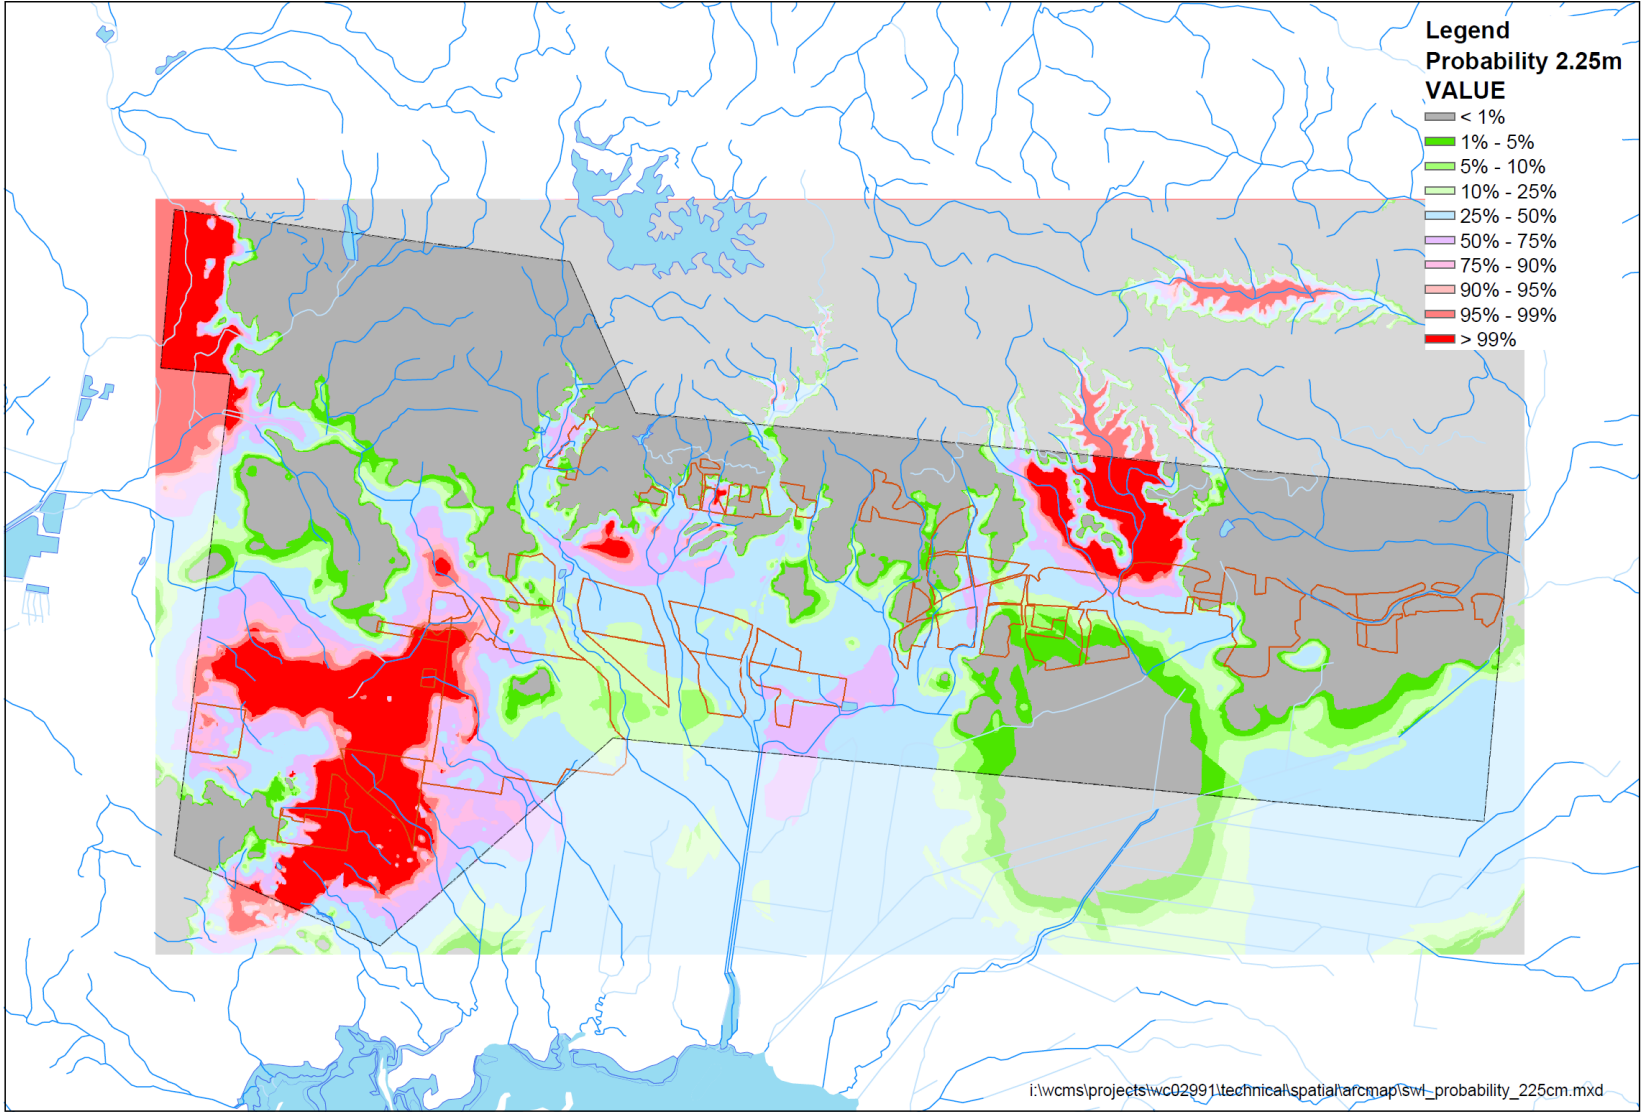 Legend
Probability 2.25m
VALUE
< 1%
1% - 5%
5% - 10%
10% - 25%
25% - 50%
50% - 75%
75% - 90%
90% - 95%
95% - 99%
> 99%
i:\wcms\projects\wc02991\technical\spatial\arcmap\swl_probability_225cm.mxd